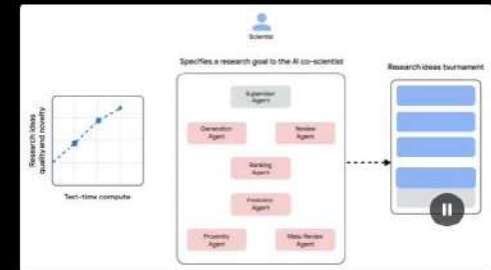 Scientist
Specifies a research goal to the AI co-scientist
Research ideas tournament
Research ideas
quality and novelty
Test-time compute
Supervisor
Agent
Generation
Agent
Review
Agent
Ranking
Agent
Agent
Proximity
Agent
Meta-Review
Agent